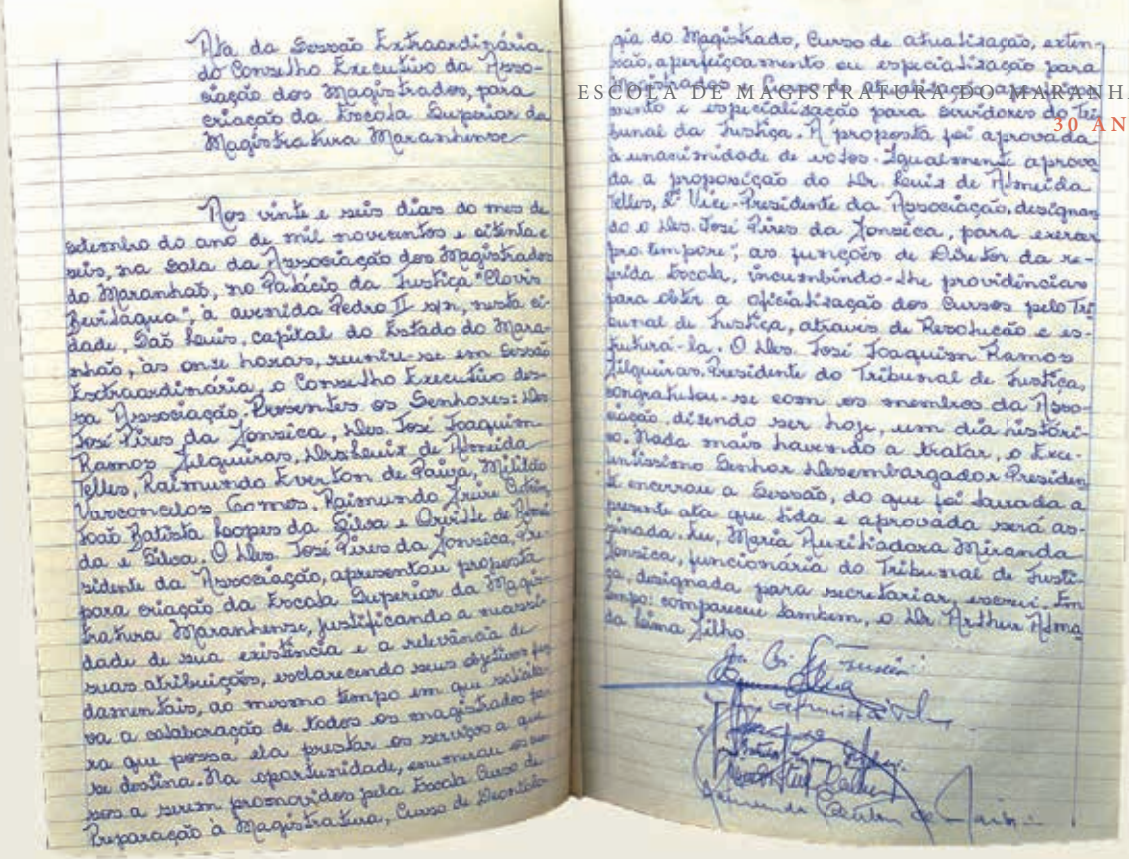 Ata da Sessão Extraordinária,
do Conselho Executivo da Asso-
ciação dos Magistrados, para
criação da Escola Superior da
Magistratura Maranhense
Aos vinte e seis dias do mes de
setembro do ano de mil novecentos e oitenta e
seis, na sala da Associação dos Magistrados
do Maranhão, no Palácio da Justiça "Clovis
Bevilaqua", à avenida Pedro II s/n, nesta ci-
dade, São Luis, capital do Estado do Mara-
nhão, às onze horas, reuniu-se em Sessão
Extraordinária, o Conselho Executivo des-
sa Associação. Presentes os Senhores: Des
José Pires da Fonseca, Des. José Joaquim
Ramos Filgueiras, Drs Luiz de Almeida
Telles, Raimundo Everton de Paiva, Milido
Vasconcelos Gomos, Raimundo Freire Cutrim,
João Batista Loopes da Silva e Orville de Almei
da e Silva. O Des. José Pires da Fonseca, Pre-
sidente da Associação, apresentou proposta
para criação da Escola Superior da Magis-
tratura Maranhense, justificando a necessi-
dade de sua existência e a relevância de
suas atribuições, esclarecendo seus objetivos fun
damentais, ao mesmo tempo em que solicita-
va a colaboração de todos os magistrados pa
ra que possa ela prestar os serviços a que
se destina. Na oportunidade, enumerou os cur
sos a serem promovidos pela Escola Curso de
Preparação à Magistratura, Curso de Deontolo-
gia do Magistrado, Curso de atualização, exten-
são, aperfeiçoamento ou especialização para
ESCOLA DE MAGISTRATURA DO MARANH
Magistrados
30 AN
mento e especialização para servidores do Tri
bunal da Justiça. A proposta foi aprovada
à unanimidade de votos. Igualmente aprova
da a proposição do Dr. Luiz de Almeida
Telles, 2º Vice-Presidente da Associação, designan
do o Des. José Pires da Fonseca, para exercer
pro tempore", as funções de Diretor da re-
ferida Escola, incumbindo-lhe providências
para obter a oficialização dos Cursos pelo Tri
bunal de Justiça, através de Resolução e es-
truturá-la. O Des. José Joaquim Ramos
Filgueiras, Presidente do Tribunal de Justiça,
congratulou-se com os membros da Asso-
ciação, dizendo ser hoje, um dia históri-
co. Nada mais havendo a tratar, o Exce-
lentíssimo Senhor Desembargador Presiden
te encerrou a Sessão, do que foi lavrada a
presente ata que lida e aprovada será as-
sinada. Eu, Maria Auxiliadora Miranda
Fonseca, funcionária do Tribunal de Justi-
ça, designada para secretariar, escrevi. Em
tempo: compareceu também, o Dr. Arthur Alma
da Lima Filho